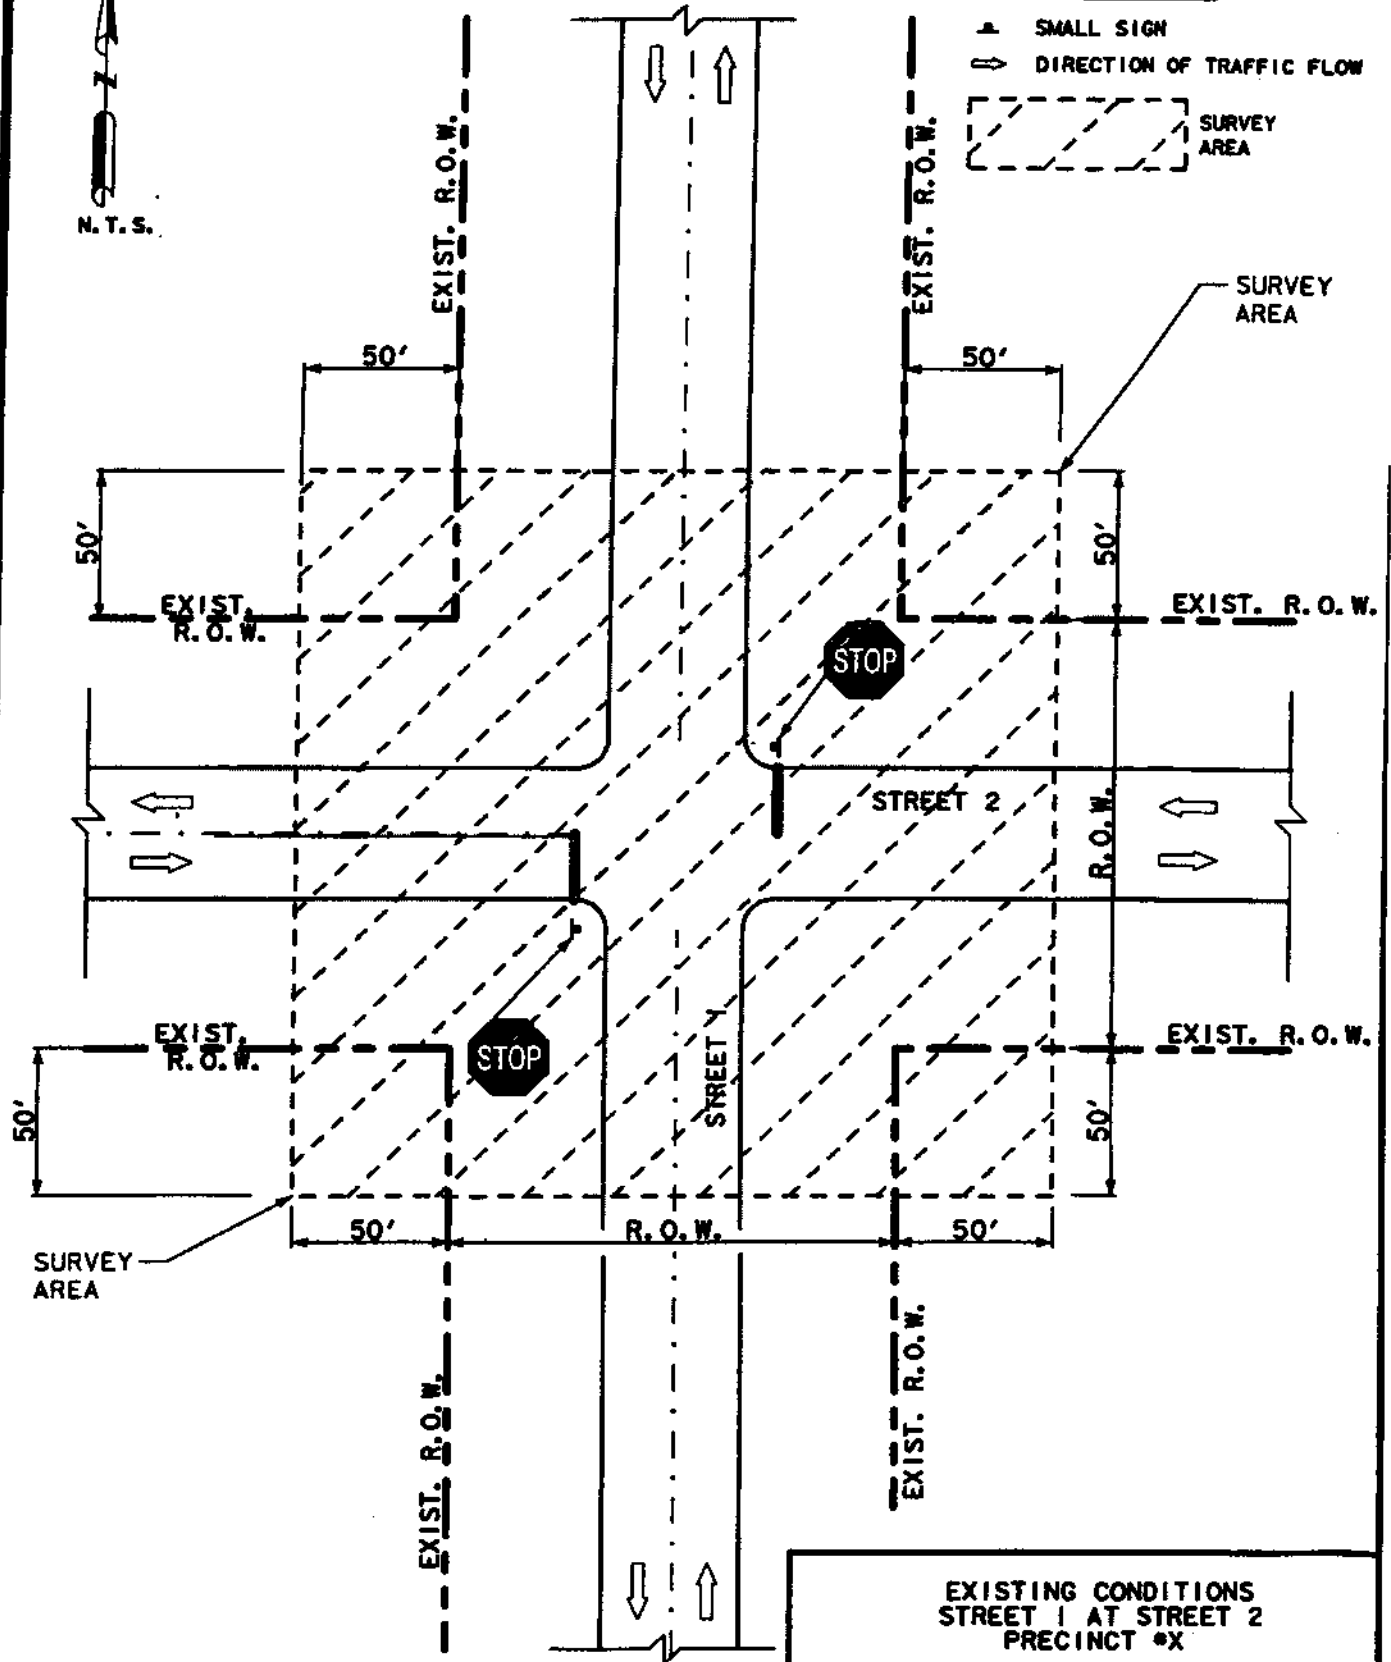 SMALL SIGN
DIRECTION OF TRAFFIC FLOW
SURVEY
AREA
N
N.T.S.
EXIST. R.O.W.
EXIST. R.O.W.
SURVEY
AREA
50'
50'
50'
50'
EXIST.
R.O.W.
EXIST. R.O.W.
STOP
STREET 2
R.O.W.
EXIST.
R.O.W.
STOP
STREET 1
EXIST. R.O.W.
50'
50'
50'
R.O.W.
50'
SURVEY
AREA
EXIST. R.O.W.
EXIST. R.O.W.
EXISTING CONDITIONS
STREET 1 AT STREET 2
PRECINCT #X